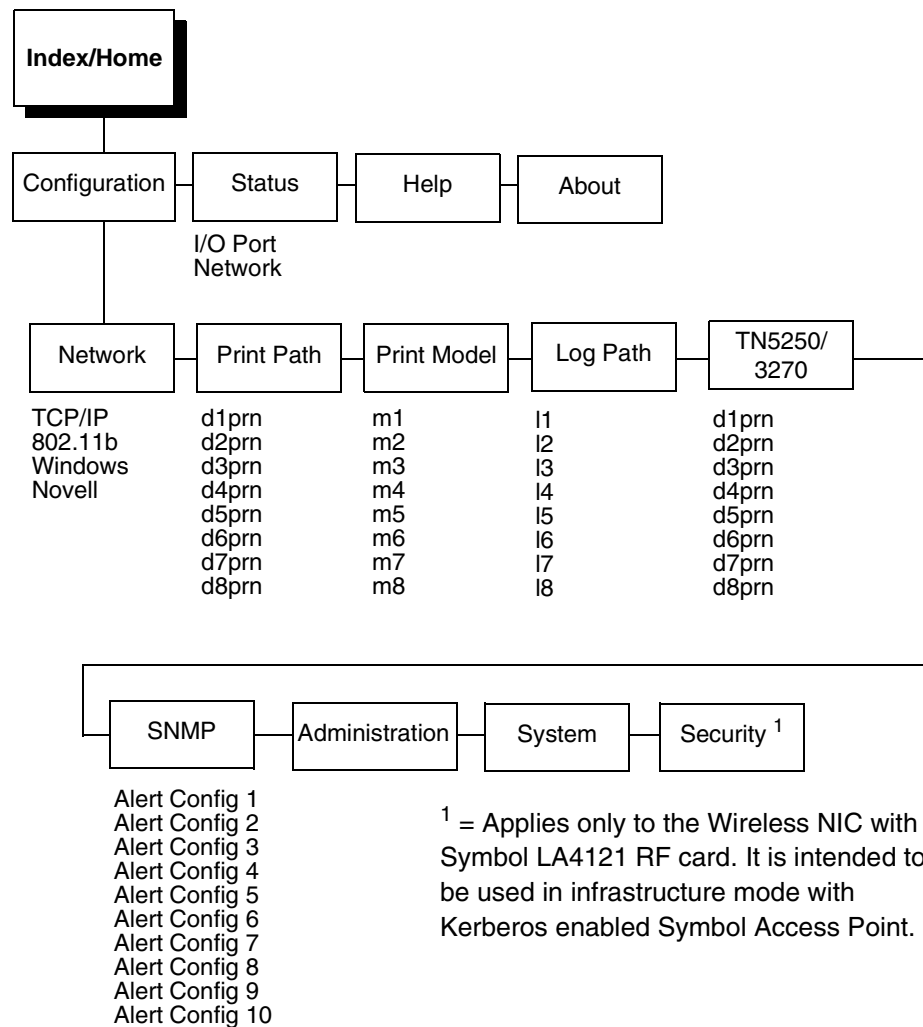 Index/Home
Configuration
Status
Help
About
I/O Port
Network
Network
Print Path
Print Model
Log Path
TN5250/
3270
TCP/IP
802.11b
Windows
Novell
d1prn
d2prn
d3prn
d4prn
d5prn
d6prn
d7prn
d8prn
m1
m2
m3
m4
m5
m6
m7
m8
l1
l2
l3
l4
l5
l6
l7
l8
d1prn
d2prn
d3prn
d4prn
d5prn
d6prn
d7prn
d8prn
SNMP
Administration
System
Security 1
Alert Config 1
Alert Config 2
Alert Config 3
Alert Config 4
Alert Config 5
Alert Config 6
Alert Config 7
Alert Config 8
Alert Config 9
Alert Config 10
1 = Applies only to the Wireless NIC with
Symbol LA4121 RF card. It is intended to
be used in infrastructure mode with
Kerberos enabled Symbol Access Point.